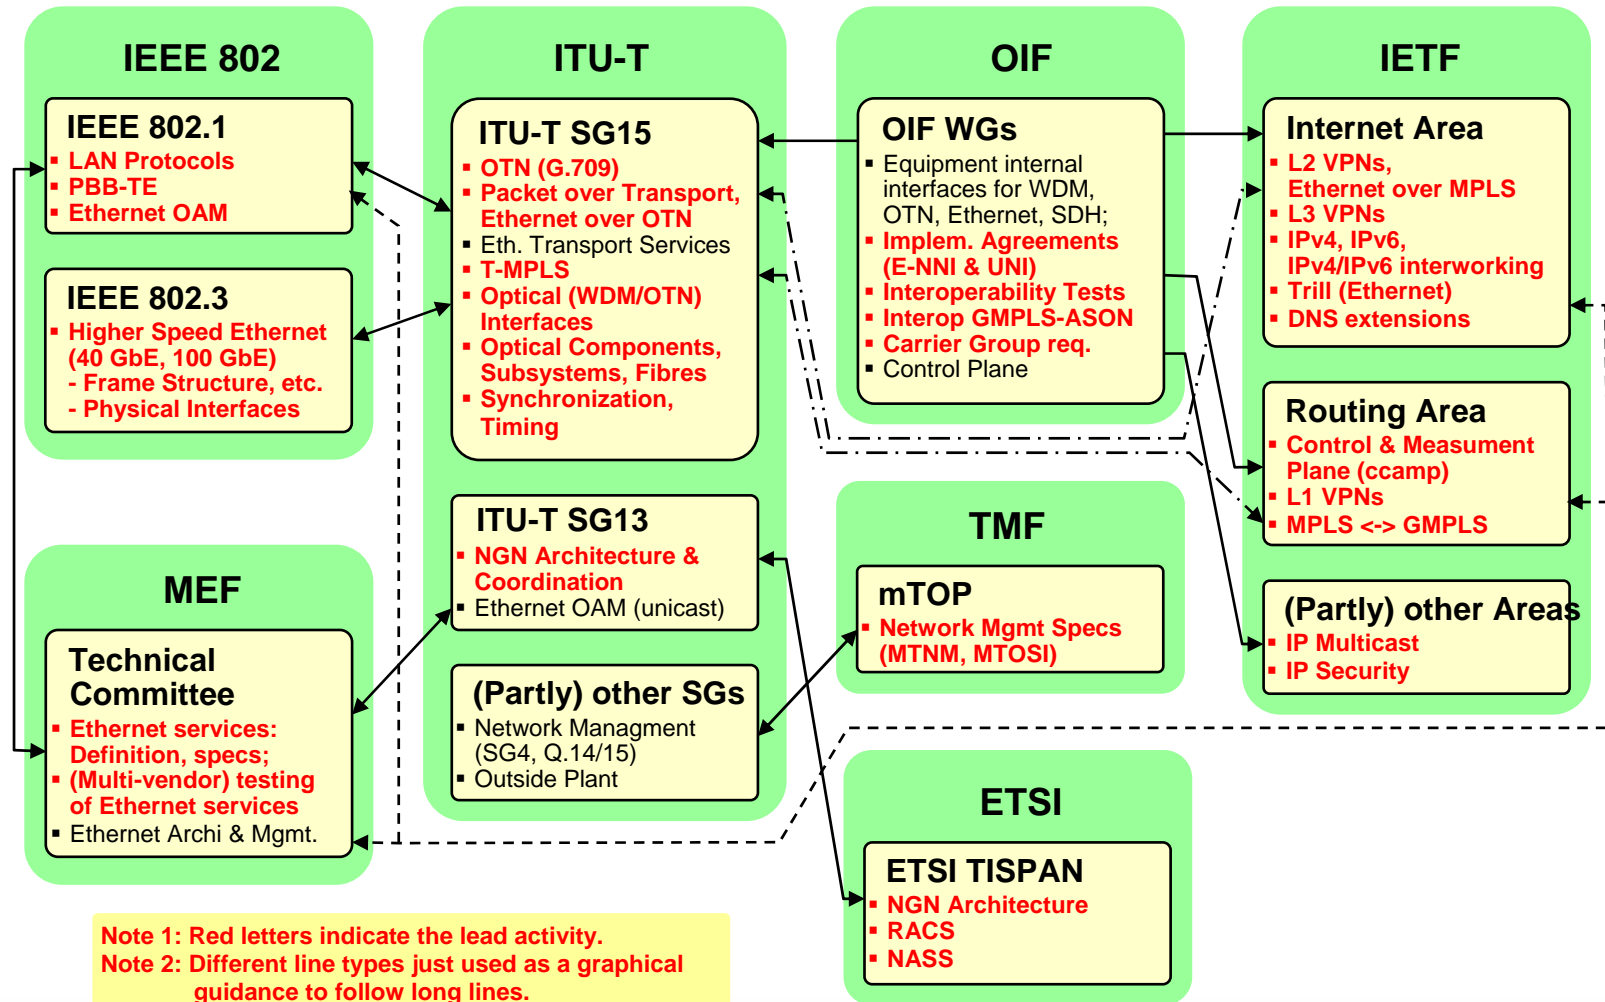 IEEE 802
IEEE 802.1
▪ LAN Protocols
▪ PBB-TE
▪ Ethernet OAM
IEEE 802.3
▪ Higher Speed Ethernet
(40 GbE, 100 GbE)
- Frame Structure, etc.
- Physical Interfaces
MEF
Technical
Committee
▪ Ethernet services:
Definition, specs;
▪ (Multi-vendor) testing
of Ethernet services
▪ Ethernet Archi & Mgmt.
ITU-T
ITU-T SG15
▪ OTN (G.709)
▪ Packet over Transport,
Ethernet over OTN
▪ Eth. Transport Services
▪ T-MPLS
▪ Optical (WDM/OTN)
Interfaces
▪ Optical Components,
Subsystems, Fibres
▪ Synchronization,
Timing
ITU-T SG13
▪ NGN Architecture &
Coordination
▪ Ethernet OAM (unicast)
(Partly) other SGs
▪ Network Managment
(SG4, Q.14/15)
▪ Outside Plant
OIF
OIF WGs
▪ Equipment internal
interfaces for WDM,
OTN, Ethernet, SDH;
▪ Implem. Agreements
(E-NNI & UNI)
▪ Interoperability Tests
▪ Interop GMPLS-ASON
▪ Carrier Group req.
▪ Control Plane
TMF
mTOP
▪ Network Mgmt Specs
(MTNM, MTOSI)
ETSI
ETSI TISPAN
▪ NGN Architecture
▪ RACS
▪ NASS
IETF
Internet Area
▪ L2 VPNs,
Ethernet over MPLS
▪ L3 VPNs
▪ IPv4, IPv6,
IPv4/IPv6 interworking
▪ Trill (Ethernet)
▪ DNS extensions
Routing Area
▪ Control & Measument
Plane (ccamp)
▪ L1 VPNs
▪ MPLS <-> GMPLS
(Partly) other Areas
▪ IP Multicast
▪ IP Security
Note 1: Red letters indicate the lead activity.
Note 2: Different line types just used as a graphical
guidance to follow long lines.